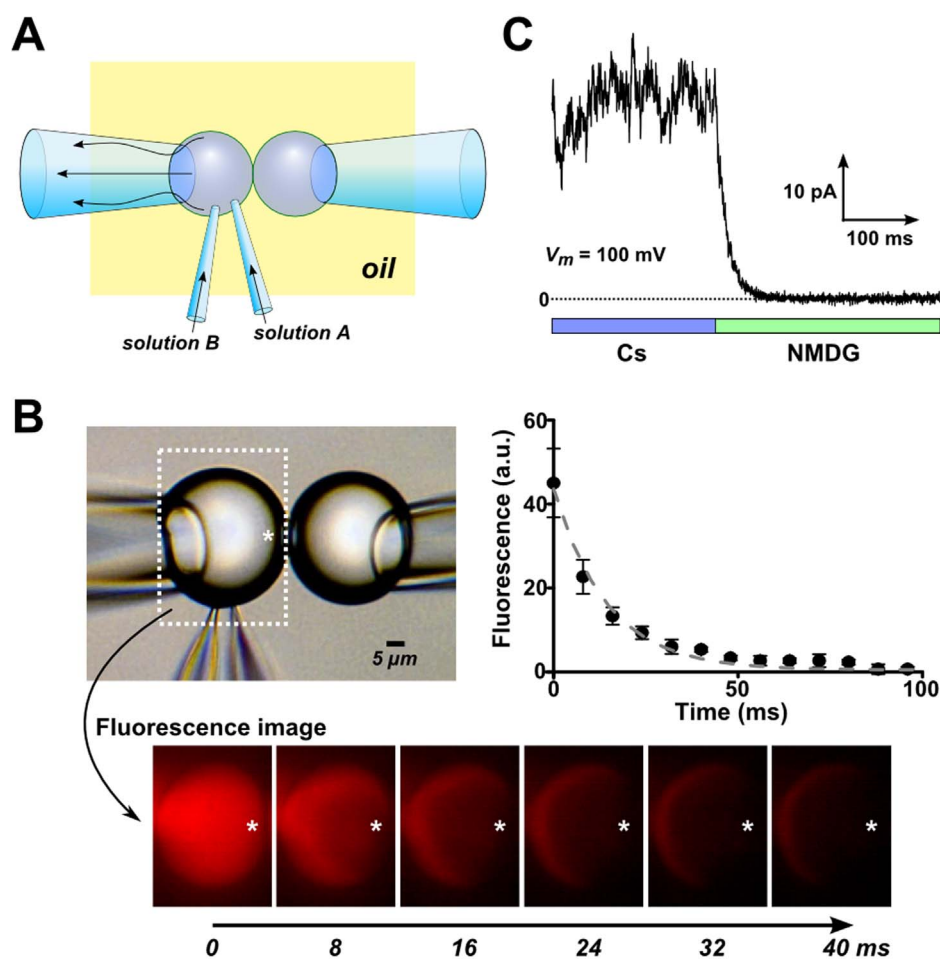 A
oil
solution B
solution A
C
10 pA
100 ms
Vm = 100 mV
0
Cs
NMDG
B
*
5 μm
Fluorescence (a.u.)
60
40
20
0
0
50
100
Time (ms)
Fluorescence image
* * * * * *
0 8 16 24 32 40 ms